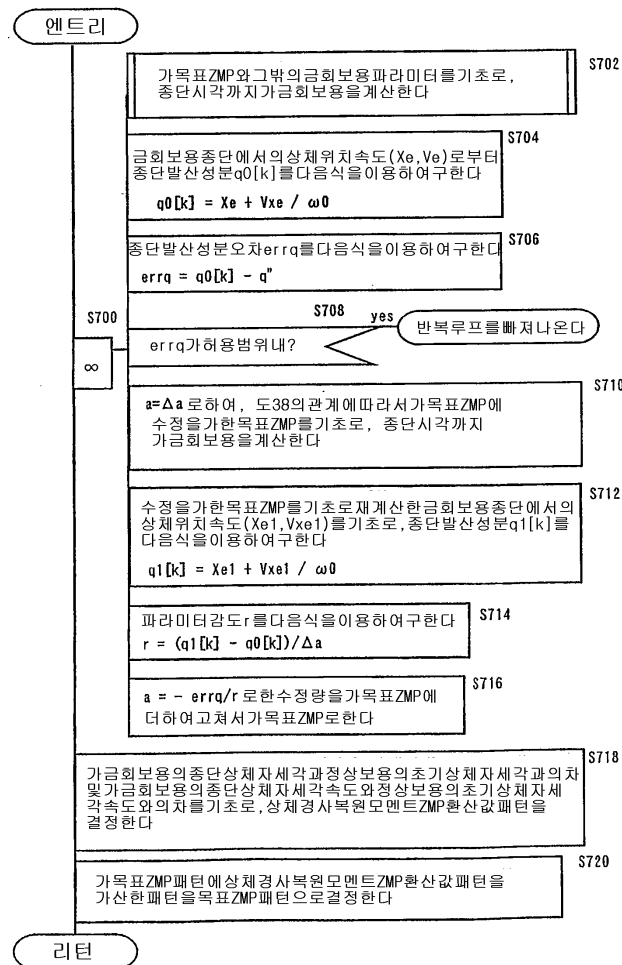 엔트리
S702
가목표ZMP와그밖의금회보용파라미터를기초로,
종단시각까지가금회보용을계산한다
S704
금회보용종단에서의상체위치속도(Xe,Ve)로부터
종단발산성분q0[k]를다음식을이용하여구한다
q0[k] = Xe + Vxe / ω0
S706
종단발산성분오차errq를다음식을이용하여구한다
errq = q0[k] - q"
S700
∞
S708
errq가허용범위내?
yes
반복루프를빠져나온다
S710
a=Δa로하여, 도38의관계에따라서가목표ZMP에
수정을가한목표ZMP를기초로, 종단시각까지
가금회보용을계산한다
S712
수정을가한목표ZMP를기초로재계산한금회보용종단에서의
상체위치속도(Xe1,Vxe1)를기초로,종단발산성분q1[k]를
다음식을이용하여구한다
q1[k] = Xe1 + Vxe1 / ω0
S714
파라미터감도r를다음식을이용하여구한다
r = (q1[k] - q0[k])/Δa
S716
a = - errq/r로한수정량을가목표ZMP에
더하여고쳐서가목표ZMP로한다
S718
가금회보용의종단상체자세각과정상보용의초기상체자세각과의차
및가금회보용의종단상체자세각속도와정상보용의초기상체자세
각속도와의차를기초로,상체경사복원모멘트ZMP환산값패턴을
결정한다
S720
가목표ZMP패턴에상체경사복원모멘트ZMP환산값패턴을
가산한패턴을목표ZMP패턴으로결정한다
리턴